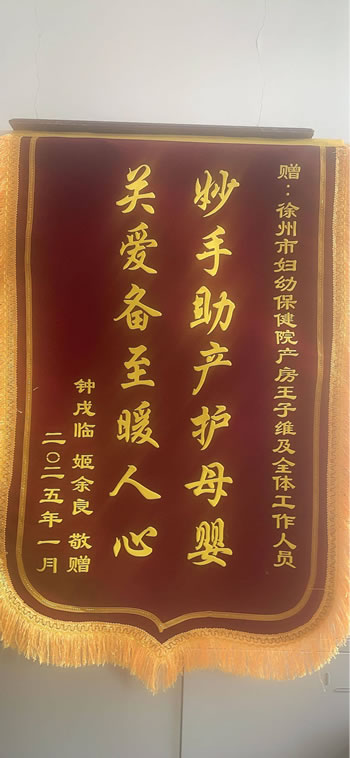 赠：徐州市妇幼保健院产房王子维及全体工作人员
妙手助产护母婴
关爱备至暖人心
钟戌临 姬余良 敬赠
二〇二五年一月